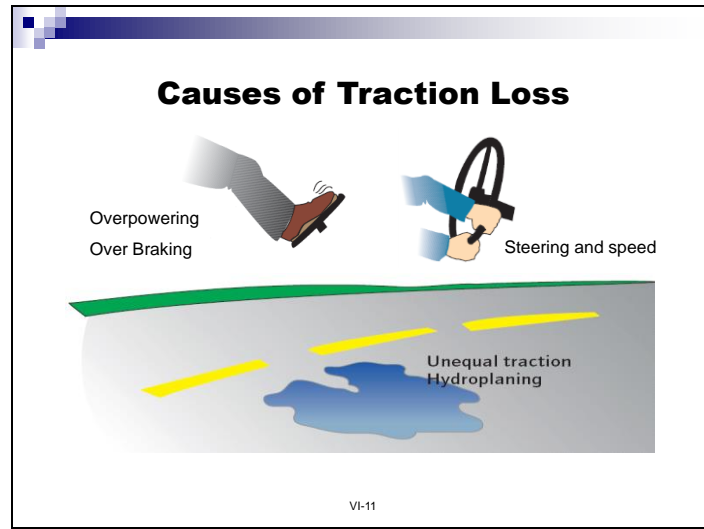 Causes of Traction Loss
Overpowering
Over Braking
Steering and speed
Unequal traction
Hydroplaning
VI-11